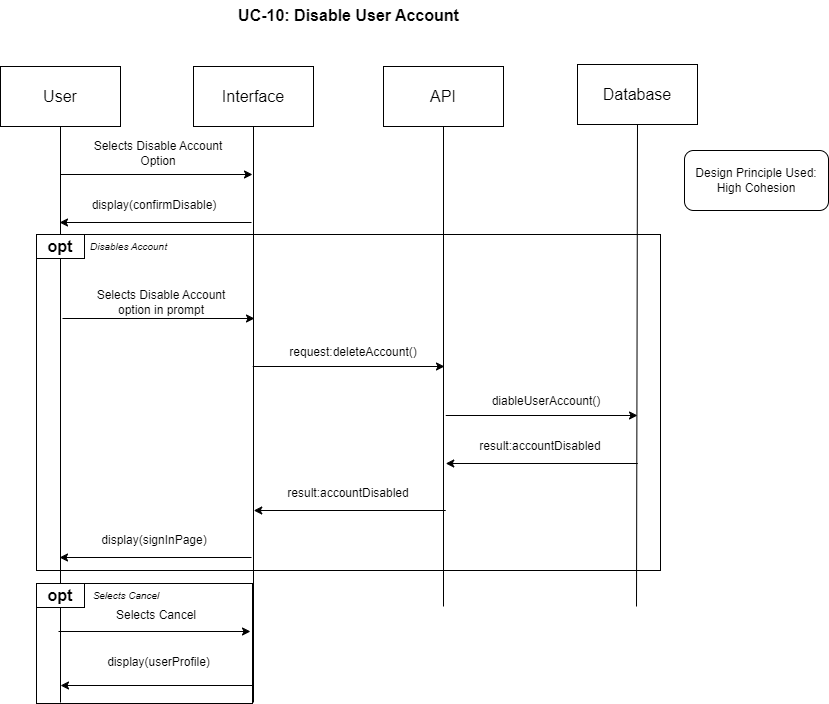 UC-10: Disable User Account
User
Interface
API
Database
Selects Disable Account
Option
Design Principle Used:
High Cohesion
display(confirmDisable)
opt
Disables Account
Selects Disable Account
option in prompt
request:deleteAccount()
diableUserAccount()
result:accountDisabled
result:accountDisabled
display(signInPage)
opt
Selects Cancel
Selects Cancel
display(userProfile)